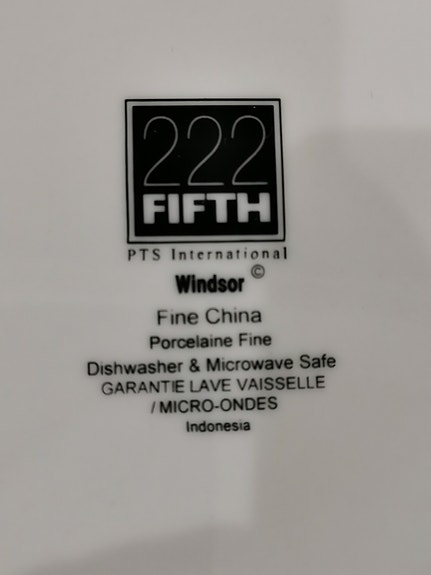 222
FIFTH
PTS International
Windsor ©
Fine China
Porcelaine Fine
Dishwasher & Microwave Safe
GARANTIE LAVE VAISSELLE
/ MICRO-ONDES
Indonesia